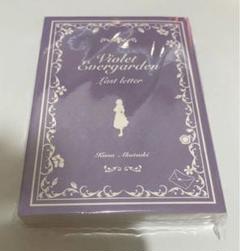 Violet
Evergarden
Last letter
Kana Akatsuki